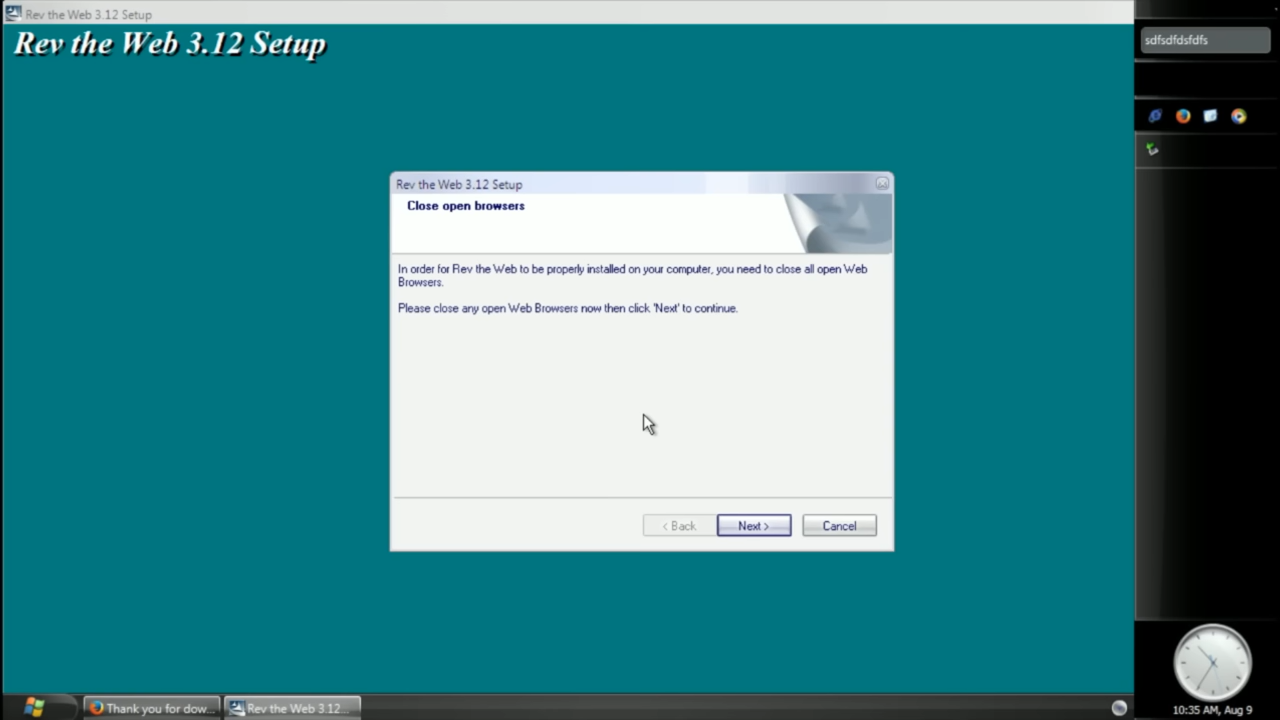 Rev the Web 3.12 Setup
Rev the Web 3.12 Setup
sdfsdfdsfdfs
Rev the Web 3.12 Setup
Close open browsers
In order for Rev the Web to be properly installed on your computer, you need to close all open Web
Browsers.
Please close any open Web Browsers now then click 'Next' to continue.
< Back
Next >
Cancel
Thank you for dow...
Rev the Web 3.12...
10:35 AM, Aug 9